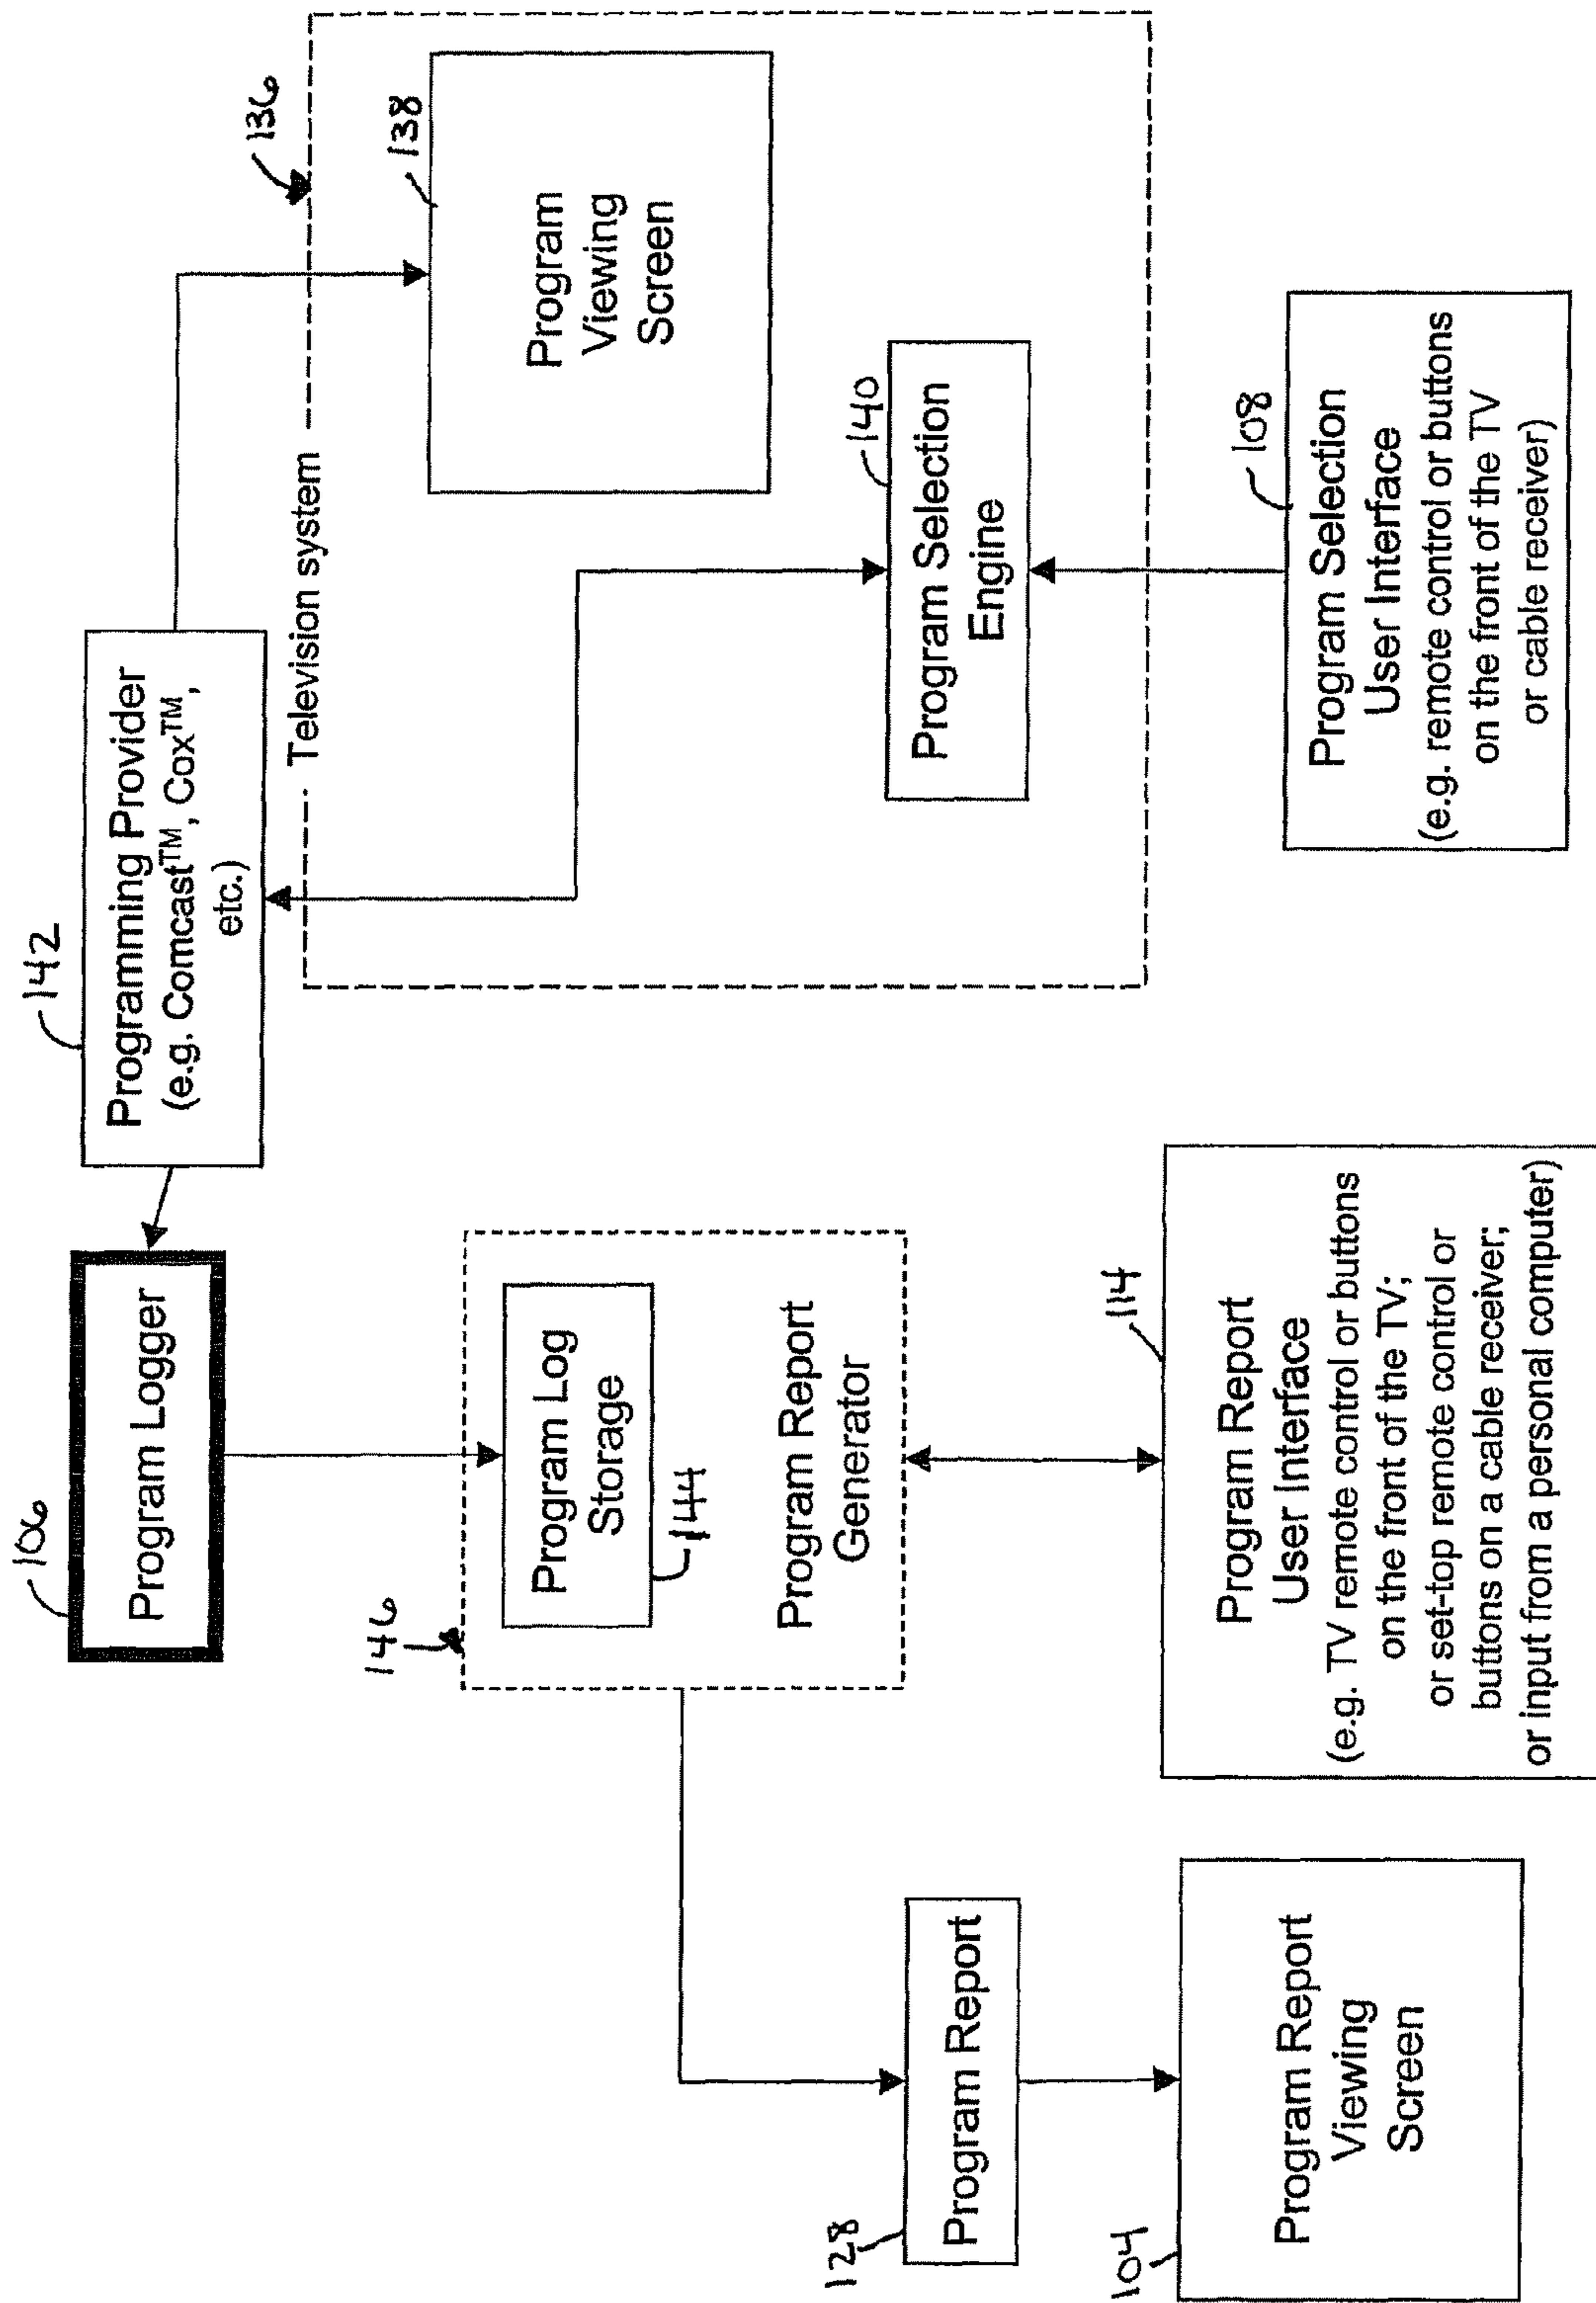 106
Program Logger
142
Programming Provider
(e.g. Comcast™, Cox™,
etc.)
136
Television system
138
Program
Viewing
Screen
146
Program Log
Storage
144
Program Report
Generator
140
Program Selection
Engine
128
Program Report
104
Program Report
Viewing
Screen
114
Program Report
User Interface
(e.g. TV remote control or buttons
on the front of the TV;
or set-top remote control or
buttons on a cable receiver;
or input from a personal computer)
108
Program Selection
User Interface
(e.g. remote control or buttons
on the front of the TV
or cable receiver)